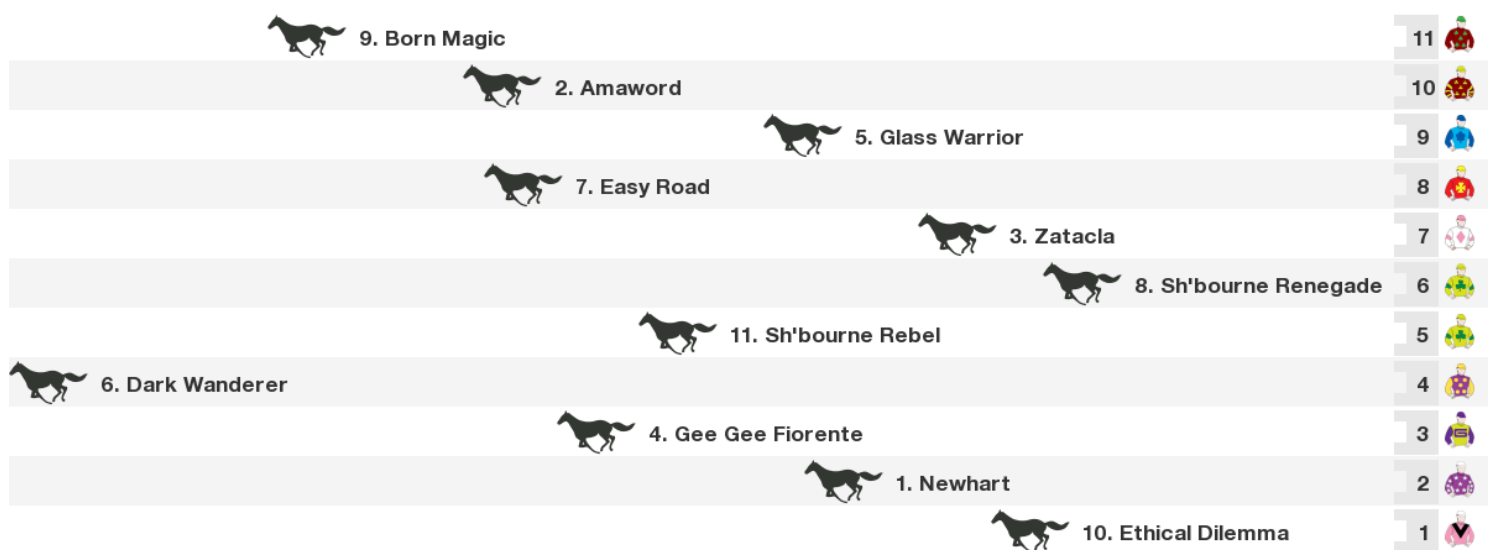 9. Born Magic 11
2. Amaword 10
5. Glass Warrior 9
7. Easy Road 8
3. Zatacla 7
8. Sh'bourne Renegade 6
11. Sh'bourne Rebel 5
6. Dark Wanderer 4
4. Gee Gee Fiorente 3
1. Newhart 2
10. Ethical Dilemma 1